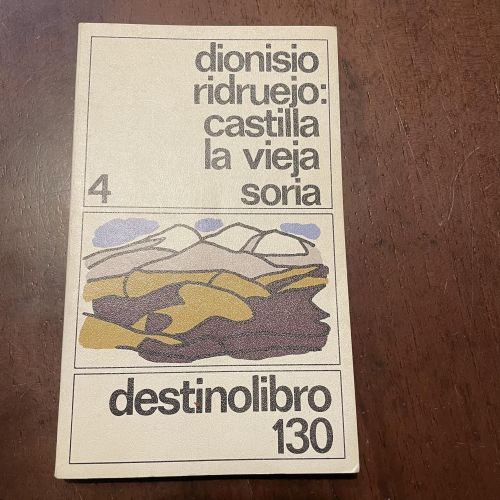 dionisio
ridruejo:
castilla
la vieja
4 soria
destinolibro
130